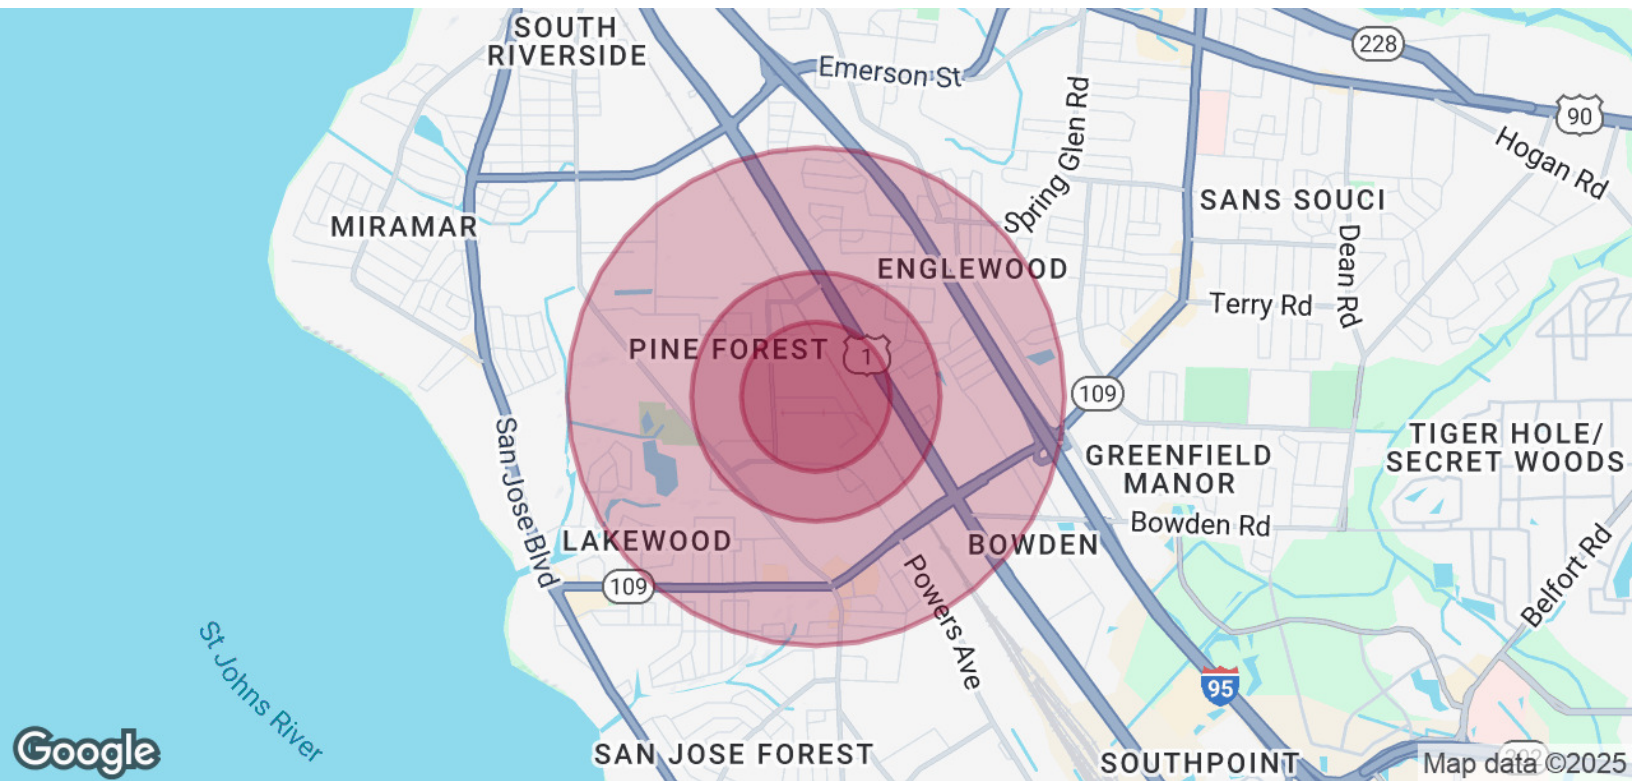 SOUTH
RIVERSIDE
Emerson St
228
90
Hogan Rd
Spring Glen Rd
SANS SOUCI
MIRAMAR
Dean Rd
ENGLEWOOD
Terry Rd
PINE FOREST
1
109
San Jose Blvd
TIGER HOLE/
SECRET WOODS
GREENFIELD
MANOR
Bowden Rd
LAKEWOOD
BOWDEN
109
Powers Ave
Belfort Rd
St Johns River
95
Google
SAN JOSE FOREST
SOUTHPOINT
Map data ©2025